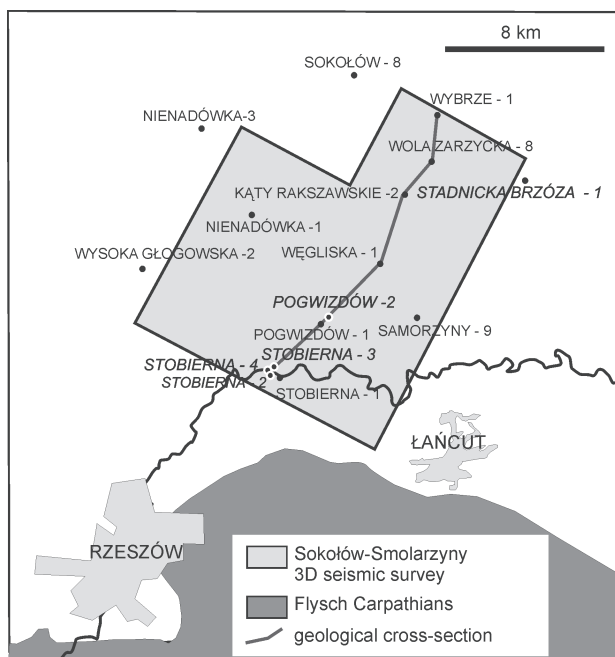 8 km
SOKOŁÓW - 8
WYBRZE - 1
NIENADÓWKA-3
WOLA ZARZYCKA - 8
KĄTY RAKSZAWSKIE -2
STADNICKA BRZÓZA - 1
NIENADÓWKA -1
WYSOKA GŁOGOWSKA -2
WĘGLISKA - 1
POGWIZDÓW -2
POGWIZDÓW - 1
SAMORZYNY - 9
STOBIERNA - 3
STOBIERNA - 4
STOBIERNA - 2
STOBIERNA - 1
ŁAŃCUT
RZESZÓW
Sokołów-Smolarzyny
3D seismic survey
Flysch Carpathians
geological cross-section